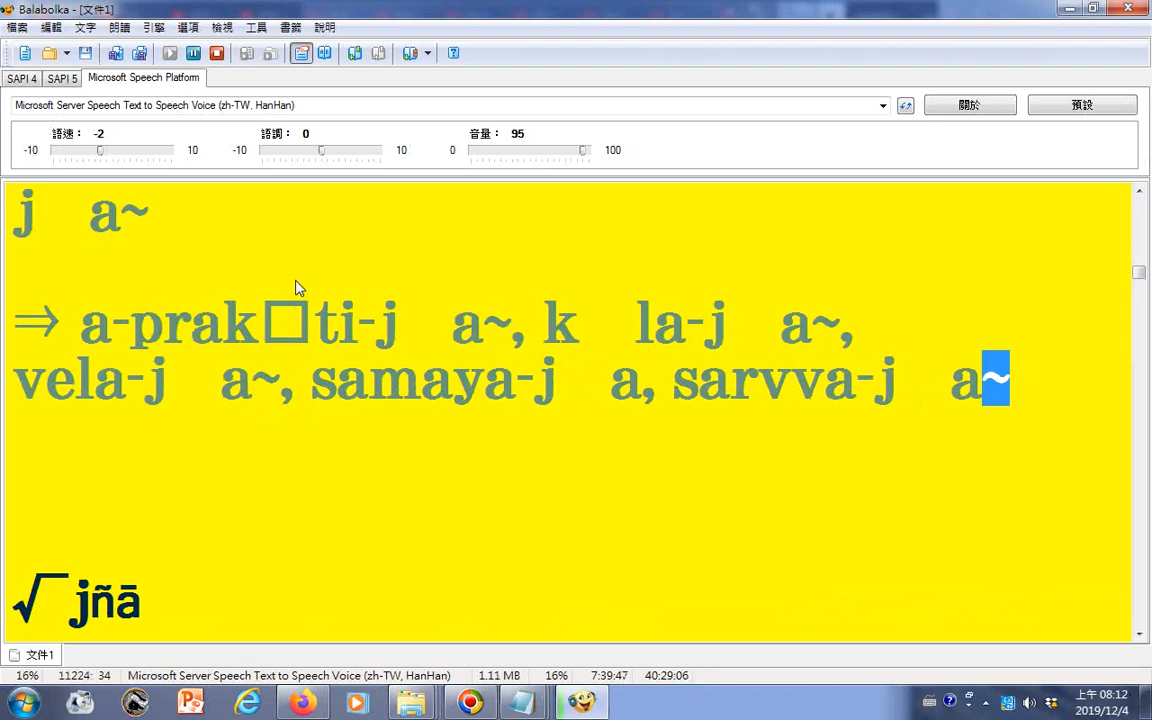 Balabolka - [文件1]
檔案 編輯 文字 朗讀 引擎 選項 檢視 工具 書籤 說明
SAPI 4 SAPI 5 Microsoft Speech Platform
Microsoft Server Speech Text to Speech Voice (zh-TW, HanHan) 關於 預設
語速： -2 語調： 0 音量： 95
-10 10 -10 10 0 100
j a~
⇒ a-prak□ti-j a~, k la-j a~,
vela-j a~, samaya-j a, sarvva-j a~
√ jñā
文件1
16% 11224: 34 Microsoft Server Speech Text to Speech Voice (zh-TW, HanHan) 1.11 MB 16% 7:39:47 40:29:06
上午 08:12
2019/12/4